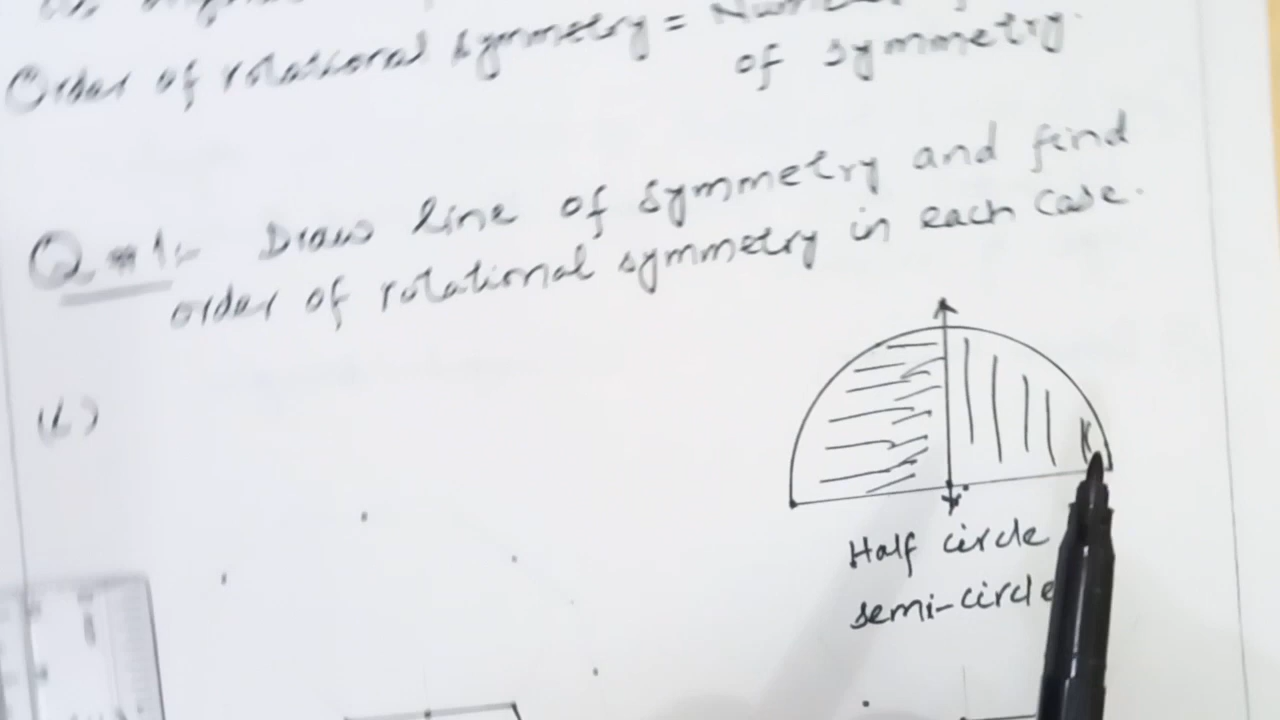 Order of rotational symmetry =
of symmetry.
Q. 1:- Draw line of symmetry and find
order of rotational symmetry in each case.
(i)
Half circle
semi-circle